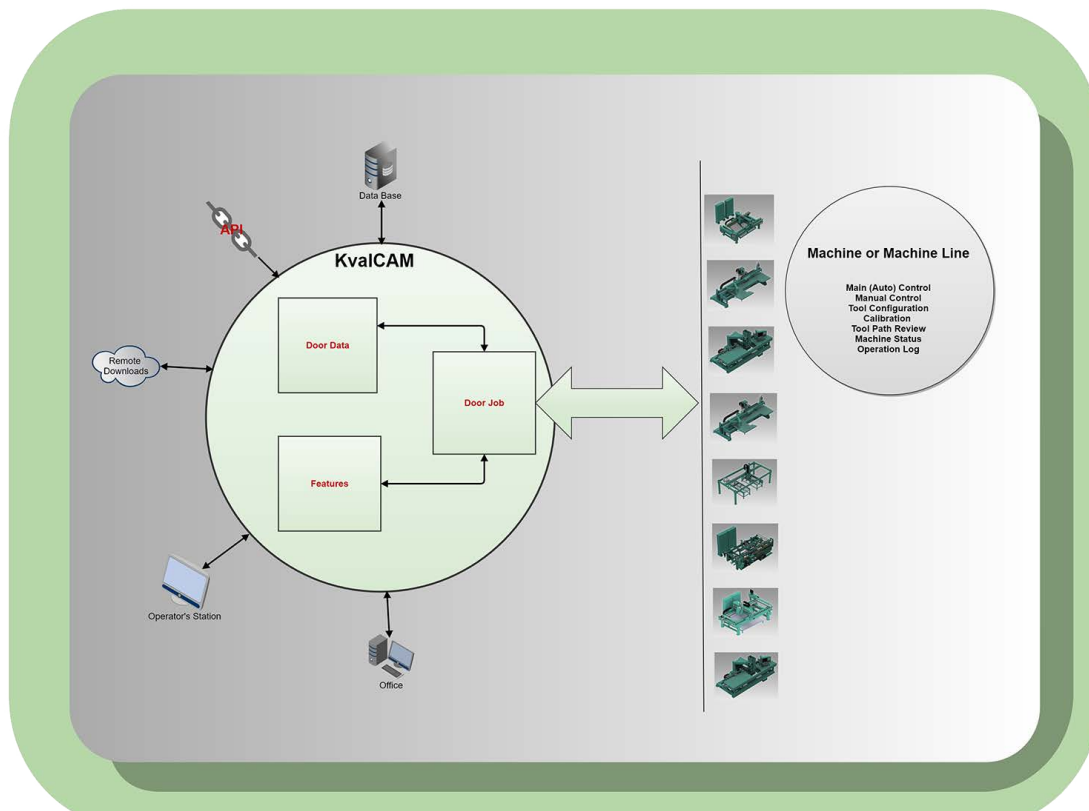 Data Base
API
KvalCAM
Machine or Machine Line
Main (Auto) Control
Manual Control
Tool Configuration
Calibration
Tool Path Review
Machine Status
Operation Log
Door Data
Remote
Downloads
Door Job
Features
Operator's Station
Office